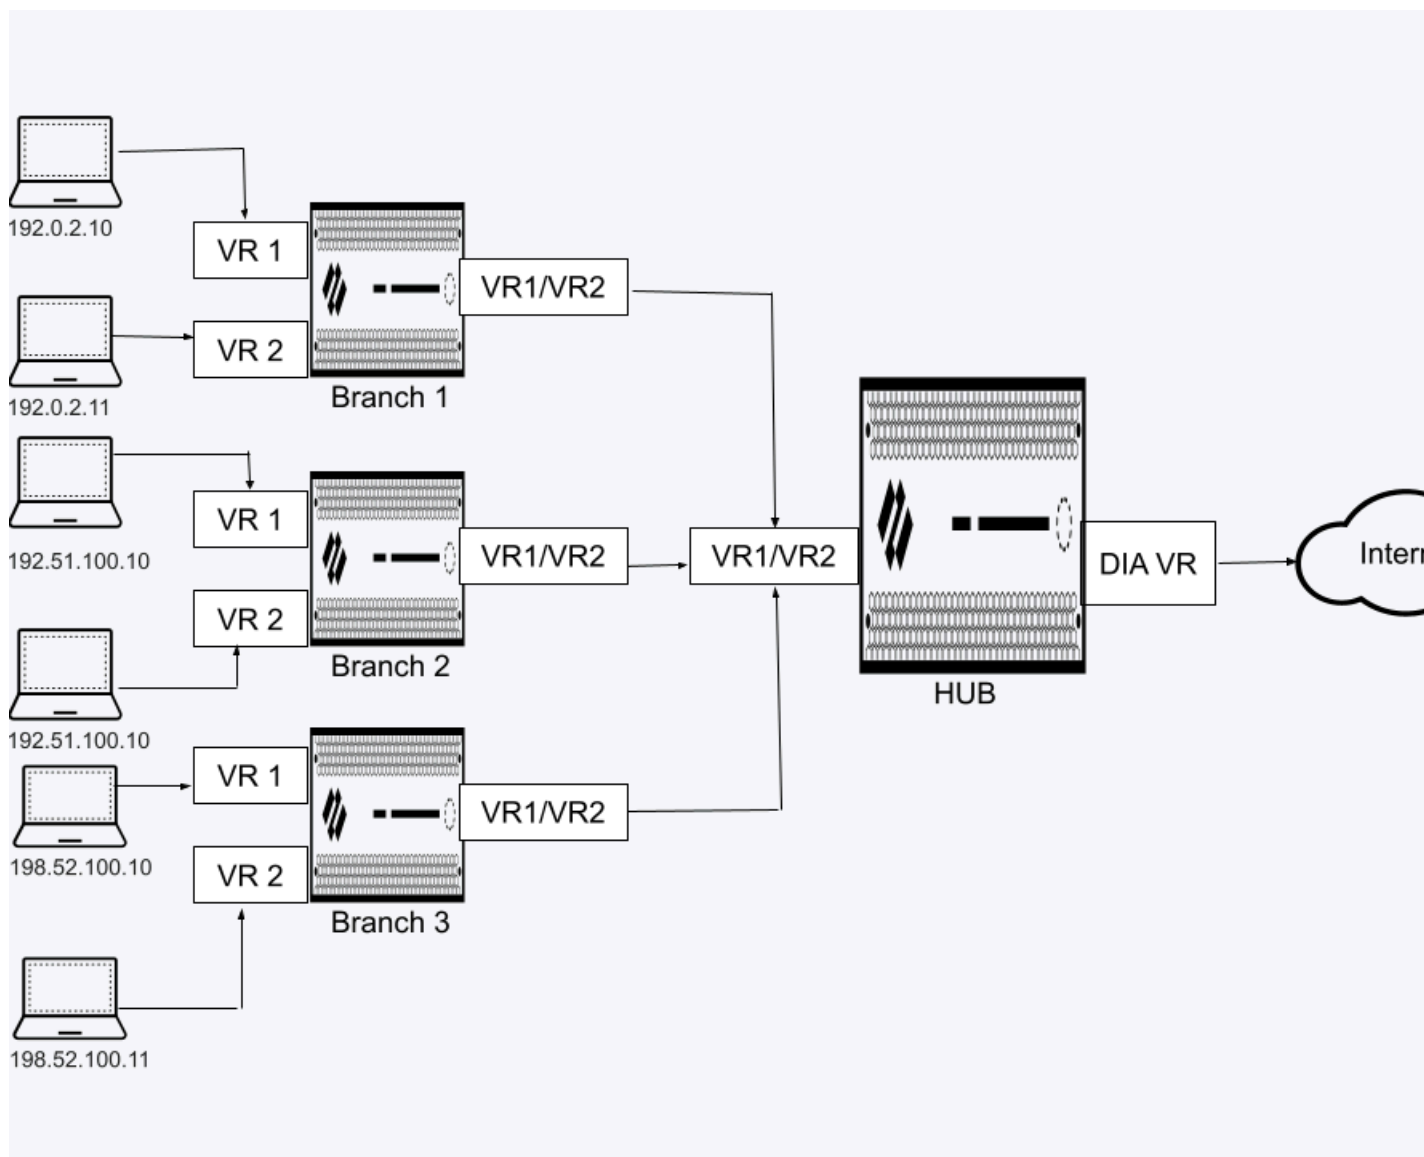 192.0.2.10
VR 1
VR1/VR2
VR 2
Branch 1
192.0.2.11
VR 1
192.51.100.10
VR1/VR2
VR1/VR2
DIA VR
Intern
VR 2
Branch 2
HUB
192.51.100.10
VR 1
VR1/VR2
198.52.100.10
VR 2
Branch 3
198.52.100.11